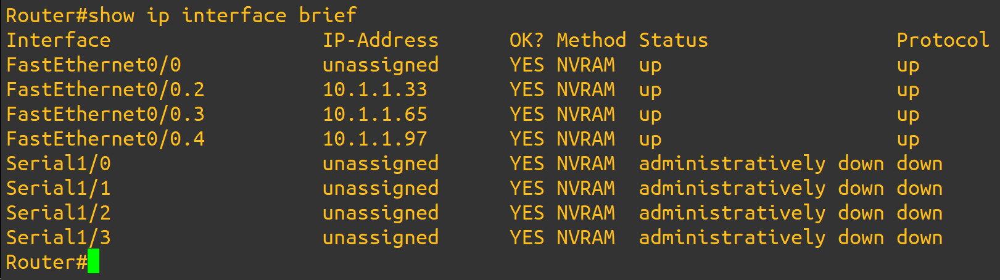 Router#show ip interface brief
Interface                  IP-Address      OK? Method Status                Protocol
FastEthernet0/0            unassigned      YES NVRAM  up                    up
FastEthernet0/0.2          10.1.1.33       YES NVRAM  up                    up
FastEthernet0/0.3          10.1.1.65       YES NVRAM  up                    up
FastEthernet0/0.4          10.1.1.97       YES NVRAM  up                    up
Serial1/0                  unassigned      YES NVRAM  administratively down down
Serial1/1                  unassigned      YES NVRAM  administratively down down
Serial1/2                  unassigned      YES NVRAM  administratively down down
Serial1/3                  unassigned      YES NVRAM  administratively down down
Router#